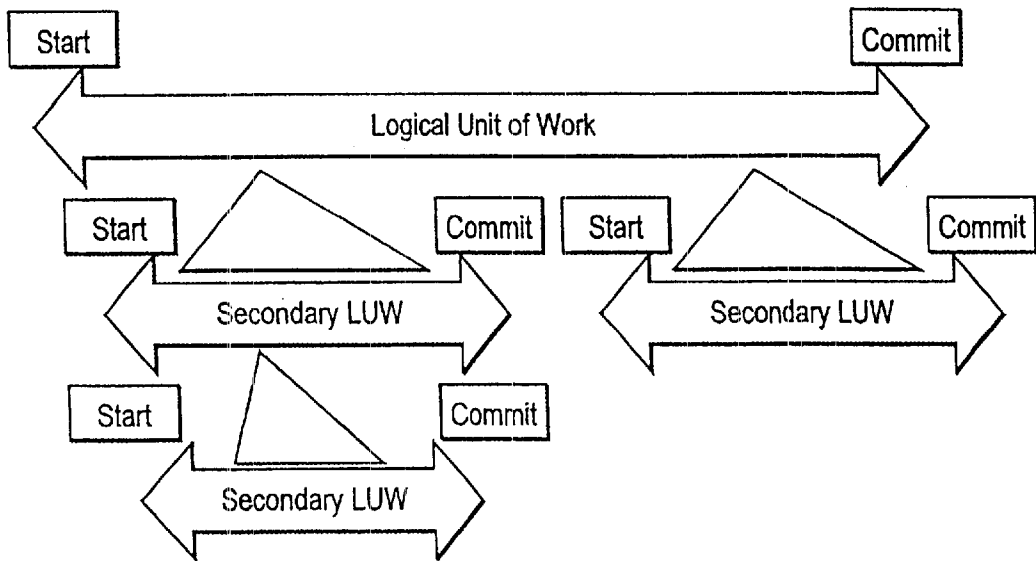 Start
Commit
Logical Unit of Work
Start
Commit
Start
Commit
Secondary LUW
Secondary LUW
Start
Commit
Secondary LUW